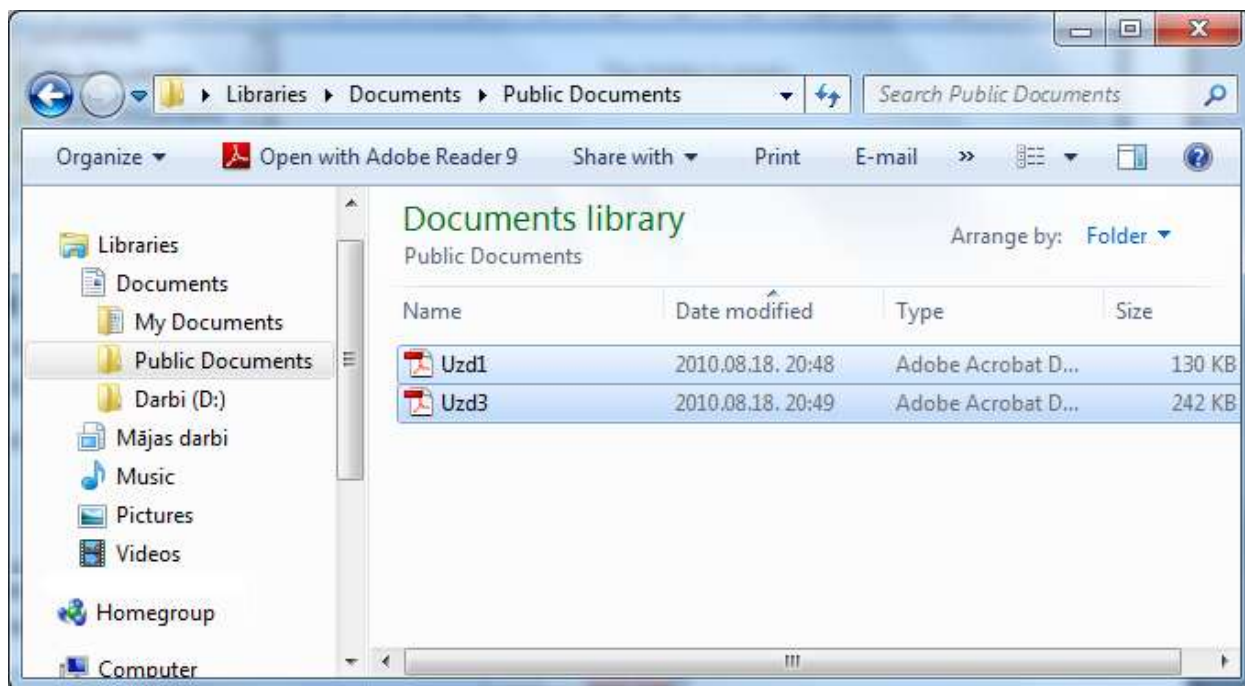 Libraries Documents Public Documents
Search Public Documents
Organize Open with Adobe Reader 9 Share with Print E-mail »
Libraries
Documents
My Documents
Public Documents
Darbi (D:)
Mājas darbi
Music
Pictures
Videos
Homegroup
Computer
Documents library
Public Documents
Arrange by: Folder
Name Date modified Type Size
Uzd1 2010.08.18. 20:48 Adobe Acrobat D... 130 KB
Uzd3 2010.08.18. 20:49 Adobe Acrobat D... 242 KB